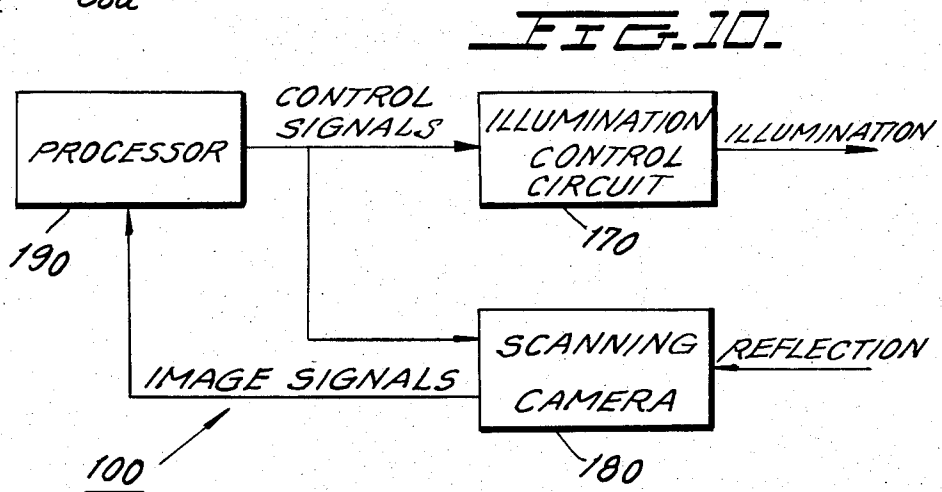 FIG. 10.
CONTROL
SIGNALS
PROCESSOR
190
ILLUMINATION
CONTROL
CIRCUIT
170
ILLUMINATION
SCANNING
CAMERA
180
REFLECTION
IMAGE SIGNALS
100